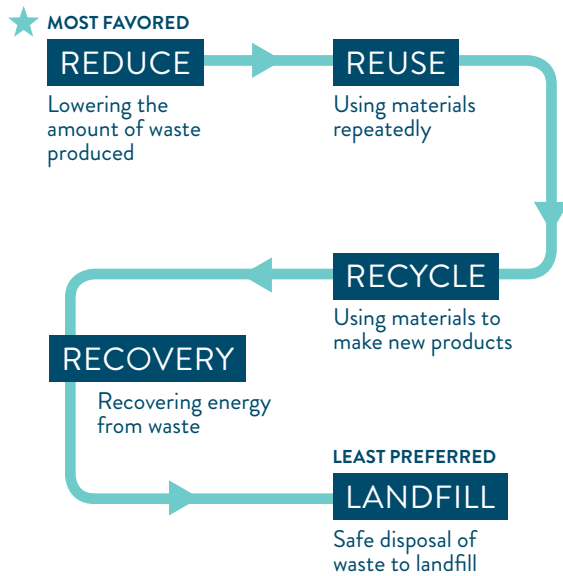 MOST FAVORED
REDUCE
Lowering the
amount of waste
produced
REUSE
Using materials
repeatedly
RECYCLE
Using materials to
make new products
RECOVERY
Recovering energy
from waste
LEAST PREFERRED
LANDFILL
Safe disposal of
waste to landfill